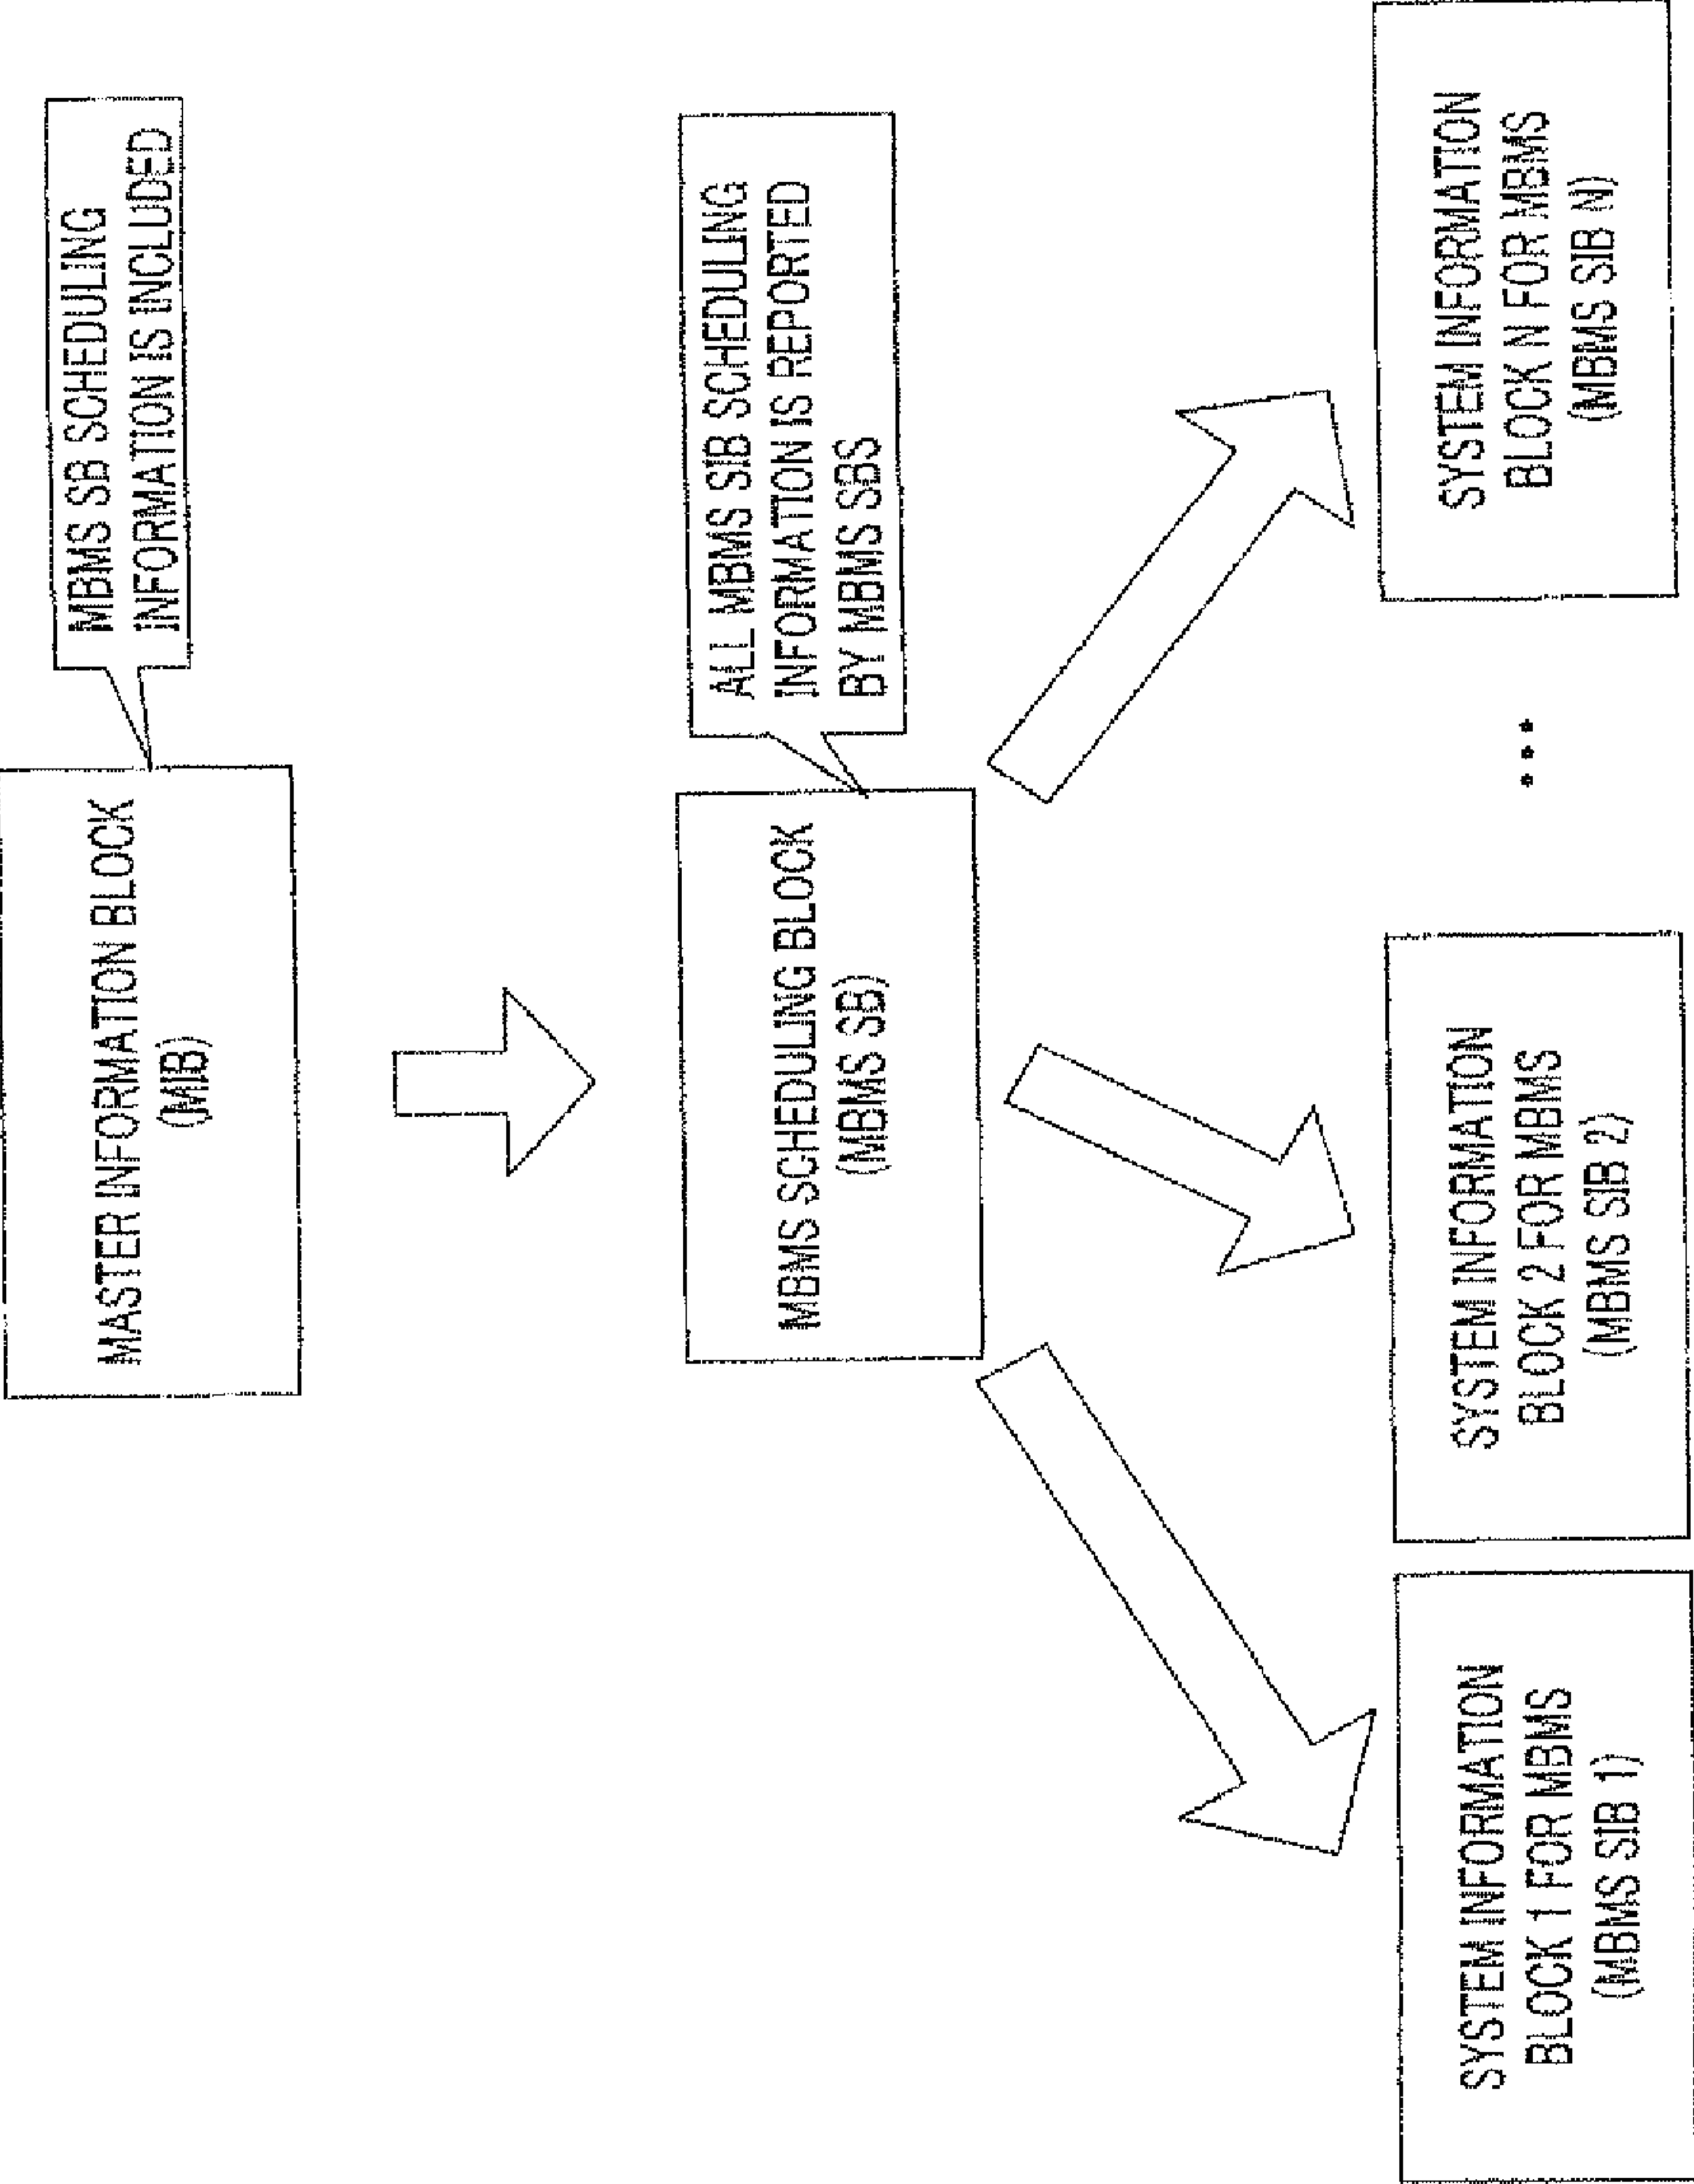 MASTER INFORMATION BLOCK
(MIB)
MBMS SB SCHEDULING
INFORMATION IS INCLUDED
MBMS SCHEDULING BLOCK
(MBMS SB)
ALL MBMS SIB SCHEDULING
INFORMATION IS REPORTED
BY MBMS SBS
SYSTEM INFORMATION
BLOCK 1 FOR MBMS
(MBMS SIB 1)
SYSTEM INFORMATION
BLOCK 2 FOR MBMS
(MBMS SIB 2)
...
SYSTEM INFORMATION
BLOCK N FOR MBMS
(MBMS SIB N)